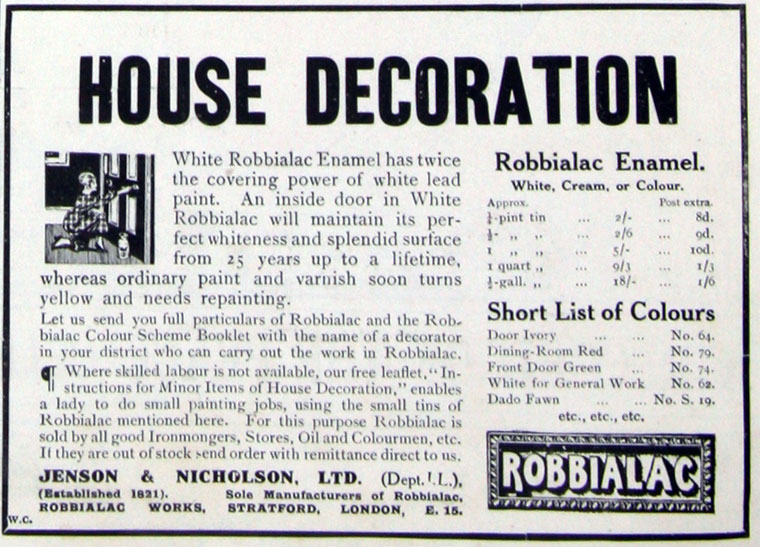 HOUSE DECORATION
White Robbialac Enamel has twice
the covering power of white lead
paint. An inside door in White
Robbialac will maintain its per-
fect whiteness and splendid surface
from 25 years up to a lifetime,
whereas ordinary paint and varnish soon turns
yellow and needs repainting.
Let us send you full particulars of Robbialac and the Rob-
bialac Colour Scheme Booklet with the name of a decorator
in your district who can carry out the work in Robbialac.
¶ Where skilled labour is not available, our free leaflet, "In-
structions for Minor Items of House Decoration," enables
a lady to do small painting jobs, using the small tins of
Robbialac mentioned here. For this purpose Robbialac is
sold by all good Ironmongers, Stores, Oil and Colourmen, etc.
If they are out of stock send order with remittance direct to us.
JENSON & NICHOLSON, LTD. (Dept. I.L.),
(Established 1821). Sole Manufacturers of Robbialac,
ROBBIALAC WORKS, STRATFORD, LONDON, E. 15.
W.C.
Robbialac Enamel.
White, Cream, or Colour.
Approx. Post extra.
¼-pint tin ... 2/- ... 8d.
½- „ „ ... 2/6 ... 9d.
1 „ „ ... 5/- ... 10d.
1 quart „ ... 9/3 ... 1/3
½-gall. „ ... 18/- ... 1/6
Short List of Colours
Door Ivory ... ... No. 64.
Dining-Room Red ... No. 79.
Front Door Green ... No. 74.
White for General Work No. 62.
Dado Fawn ... ... No. S. 19.
etc., etc., etc.
ROBBIALAC